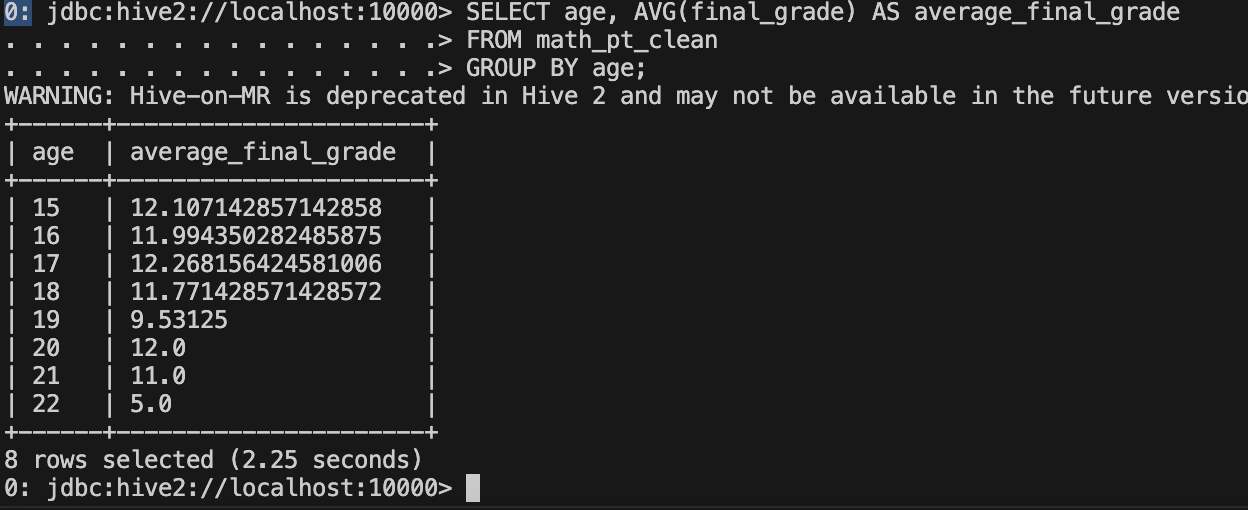 0: jdbc:hive2://localhost:10000> SELECT age, AVG(final_grade) AS average_final_grade
. . . . . . . . . . . . . . . .> FROM math_pt_clean
. . . . . . . . . . . . . . . .> GROUP BY age;
WARNING: Hive-on-MR is deprecated in Hive 2 and may not be available in the future versio
+------+----------------------+
| age  | average_final_grade  |
+------+----------------------+
| 15   | 12.107142857142858   |
| 16   | 11.994350282485875   |
| 17   | 12.268156424581006   |
| 18   | 11.771428571428572   |
| 19   | 9.53125              |
| 20   | 12.0                 |
| 21   | 11.0                 |
| 22   | 5.0                  |
+------+----------------------+
8 rows selected (2.25 seconds)
0: jdbc:hive2://localhost:10000>